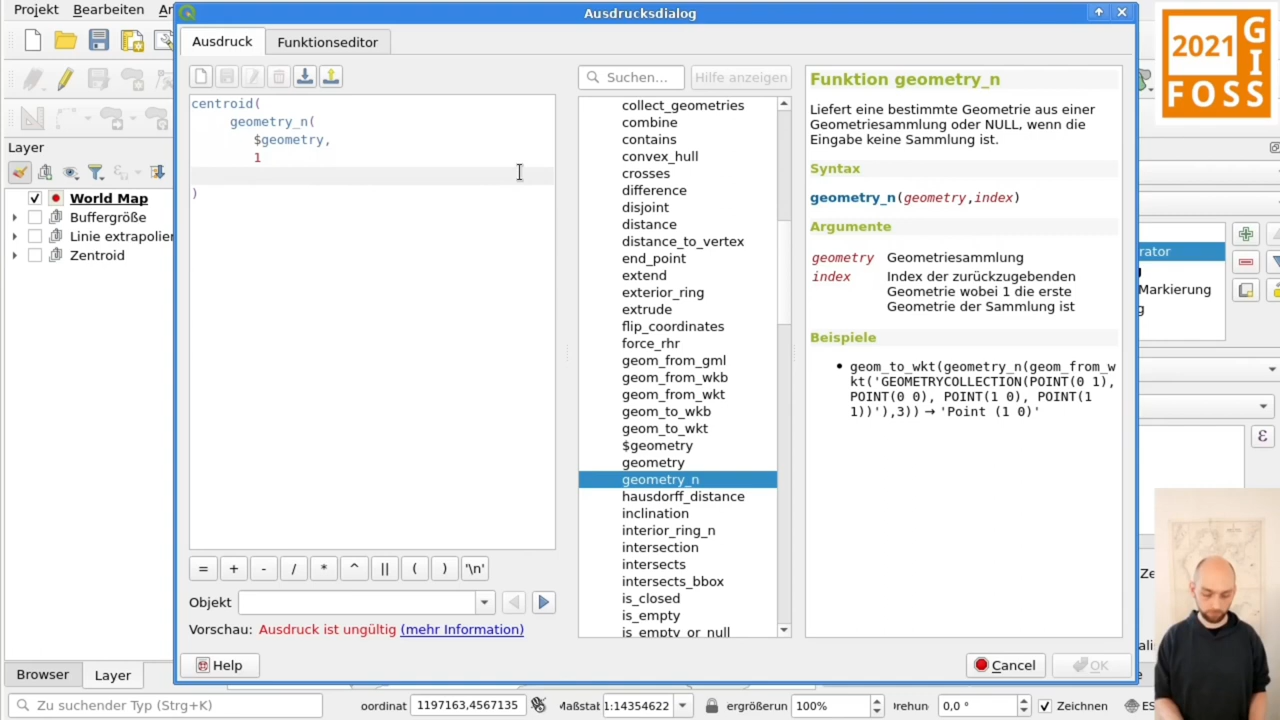 Projekt Bearbeiten
Ausdrucksdialog
Ausdruck
Funktionseditor
Suchen...
Hilfe anzeigen
centroid(
geometry_n(
$geometry,
1
)
Layer
World Map
Buffergröße
Linie extrapolier
Zentroid
collect_geometries
combine
contains
convex_hull
crosses
difference
disjoint
distance
distance_to_vertex
end_point
extend
exterior_ring
extrude
flip_coordinates
force_rhr
geom_from_gml
geom_from_wkb
geom_from_wkt
geom_to_wkb
geom_to_wkt
$geometry
geometry
geometry_n
hausdorff_distance
inclination
interior_ring_n
intersection
intersects
intersects_bbox
is_closed
is_empty
is_empty_or_null
Funktion geometry_n
Liefert eine bestimmte Geometrie aus einer
Geometriesammlung oder NULL, wenn die
Eingabe keine Sammlung ist.
Syntax
geometry_n(geometry,index)
Argumente
geometry Geometriesammlung
index Index der zurückzugebenden
Geometrie wobei 1 die erste
Geometrie der Sammlung ist
Beispiele
• geom_to_wkt(geometry_n(geom_from_w
kt('GEOMETRYCOLLECTION(POINT(0 1),
POINT(0 0), POINT(1 0), POINT(1
1))'),3)) → 'Point (1 0)'
2021
GI
FOSS
rator
Markierung
ε
= + - / * ^ || ( ) '\n'
Objekt
Vorschau: Ausdruck ist ungültig (mehr Information)
Help
Cancel
OK
Browser
Layer
Zu suchender Typ (Strg+K)
oordinat 1197163,4567135
Maßstab 1:14354622
ergrößerun 100%
rehun 0,0 °
Zeichnen